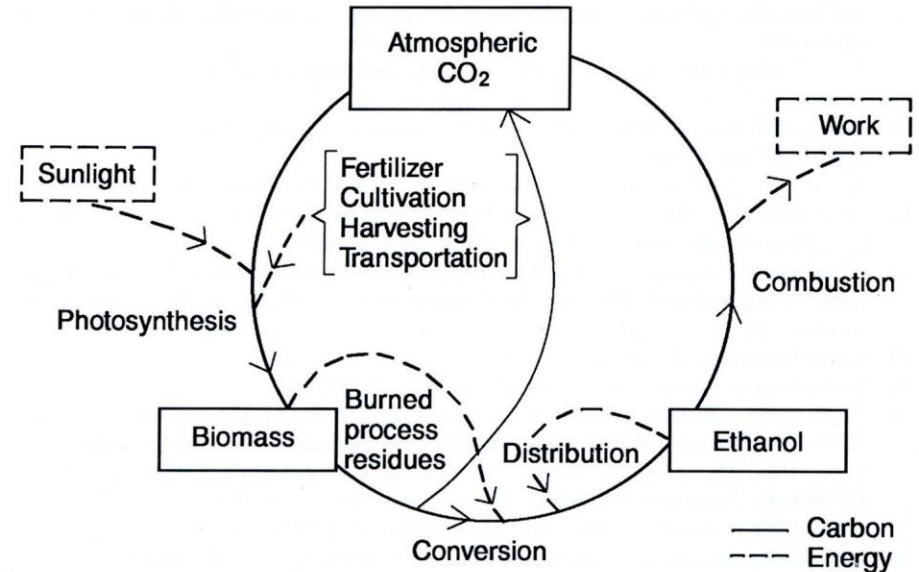 Atmospheric
CO₂
Work
Sunlight
Fertilizer
Cultivation
Harvesting
Transportation
Combustion
Photosynthesis
Burned
process
residues
Biomass
Distribution
Ethanol
Conversion
Carbon
Energy